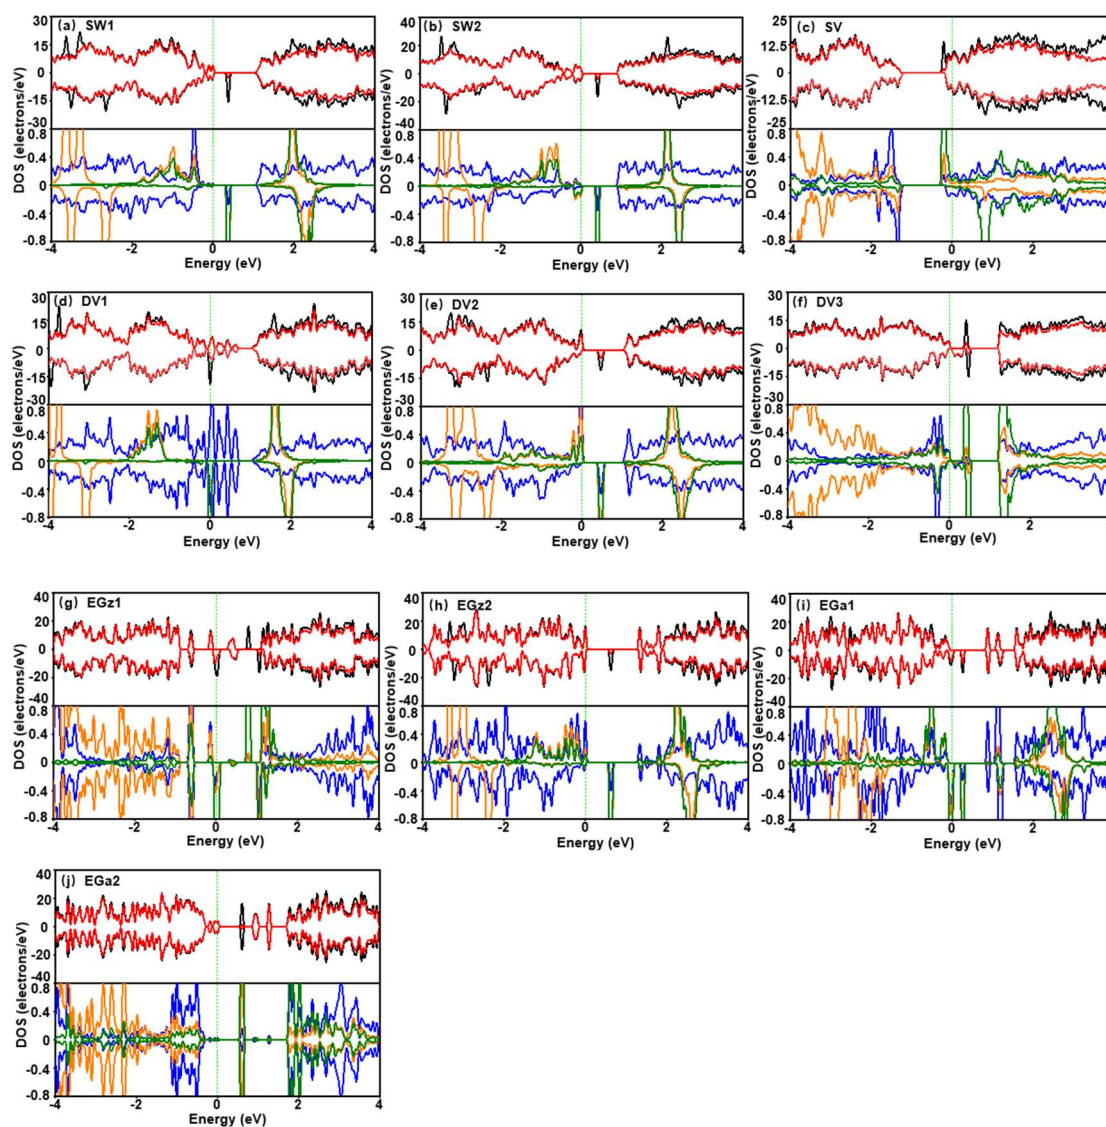 (a) SW1
(b) SW2
(c) SV
30
15
0
-15
-30
40
20
0
-20
-40
25
12.5
0
-12.5
-25
DOS (electrons/eV)
DOS (electrons/eV)
DOS (electrons/eV)
0.8
0.4
0
-0.4
-0.8
0.8
0.4
0
-0.4
-0.8
0.8
0.4
0
-0.4
-0.8
-4 -2 0 2 4
-4 -2 0 2 4
-4 -2 0 2
Energy (eV)
Energy (eV)
Energy (eV)
(d) DV1
(e) DV2
(f) DV3
30
15
0
-15
-30
30
15
0
-15
-30
30
15
0
-15
-30
DOS (electrons/eV)
DOS (electrons/eV)
DOS (electrons/eV)
0.8
0.4
0
-0.4
-0.8
0.8
0.4
0
-0.4
-0.8
0.8
0.4
0
-0.4
-0.8
-4 -2 0 2 4
-4 -2 0 2 4
-4 -2 0 2
Energy (eV)
Energy (eV)
Energy (eV)
(g) EGz1
(h) EGz2
(i) EGa1
40
20
0
-20
-40
40
20
0
-20
-40
40
20
0
-20
-40
DOS (electrons/eV)
DOS (electrons/eV)
DOS (electrons/eV)
0.8
0.4
0
-0.4
-0.8
0.8
0.4
0
-0.4
-0.8
0.8
0.4
0
-0.4
-0.8
-4 -2 0 2 4
-4 -2 0 2 4
-4 -2 0 2
Energy (eV)
Energy (eV)
Energy (eV)
(j) EGa2
40
20
0
-20
-40
DOS (electrons/eV)
0.8
0.4
0
-0.4
-0.8
-4 -2 0 2 4
Energy (eV)